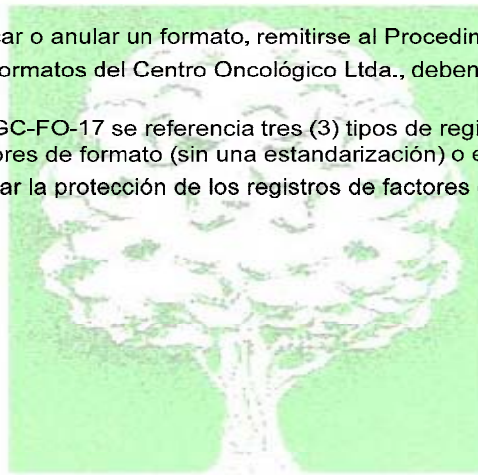 ar o anular un formato, remitirse al Procedin
ormatos del Centro Oncológico Ltda., deben
GC-FO-17 se referencia tres (3) tipos de regi
ores de formato (sin una estandarización) o e
ar la protección de los registros de factores